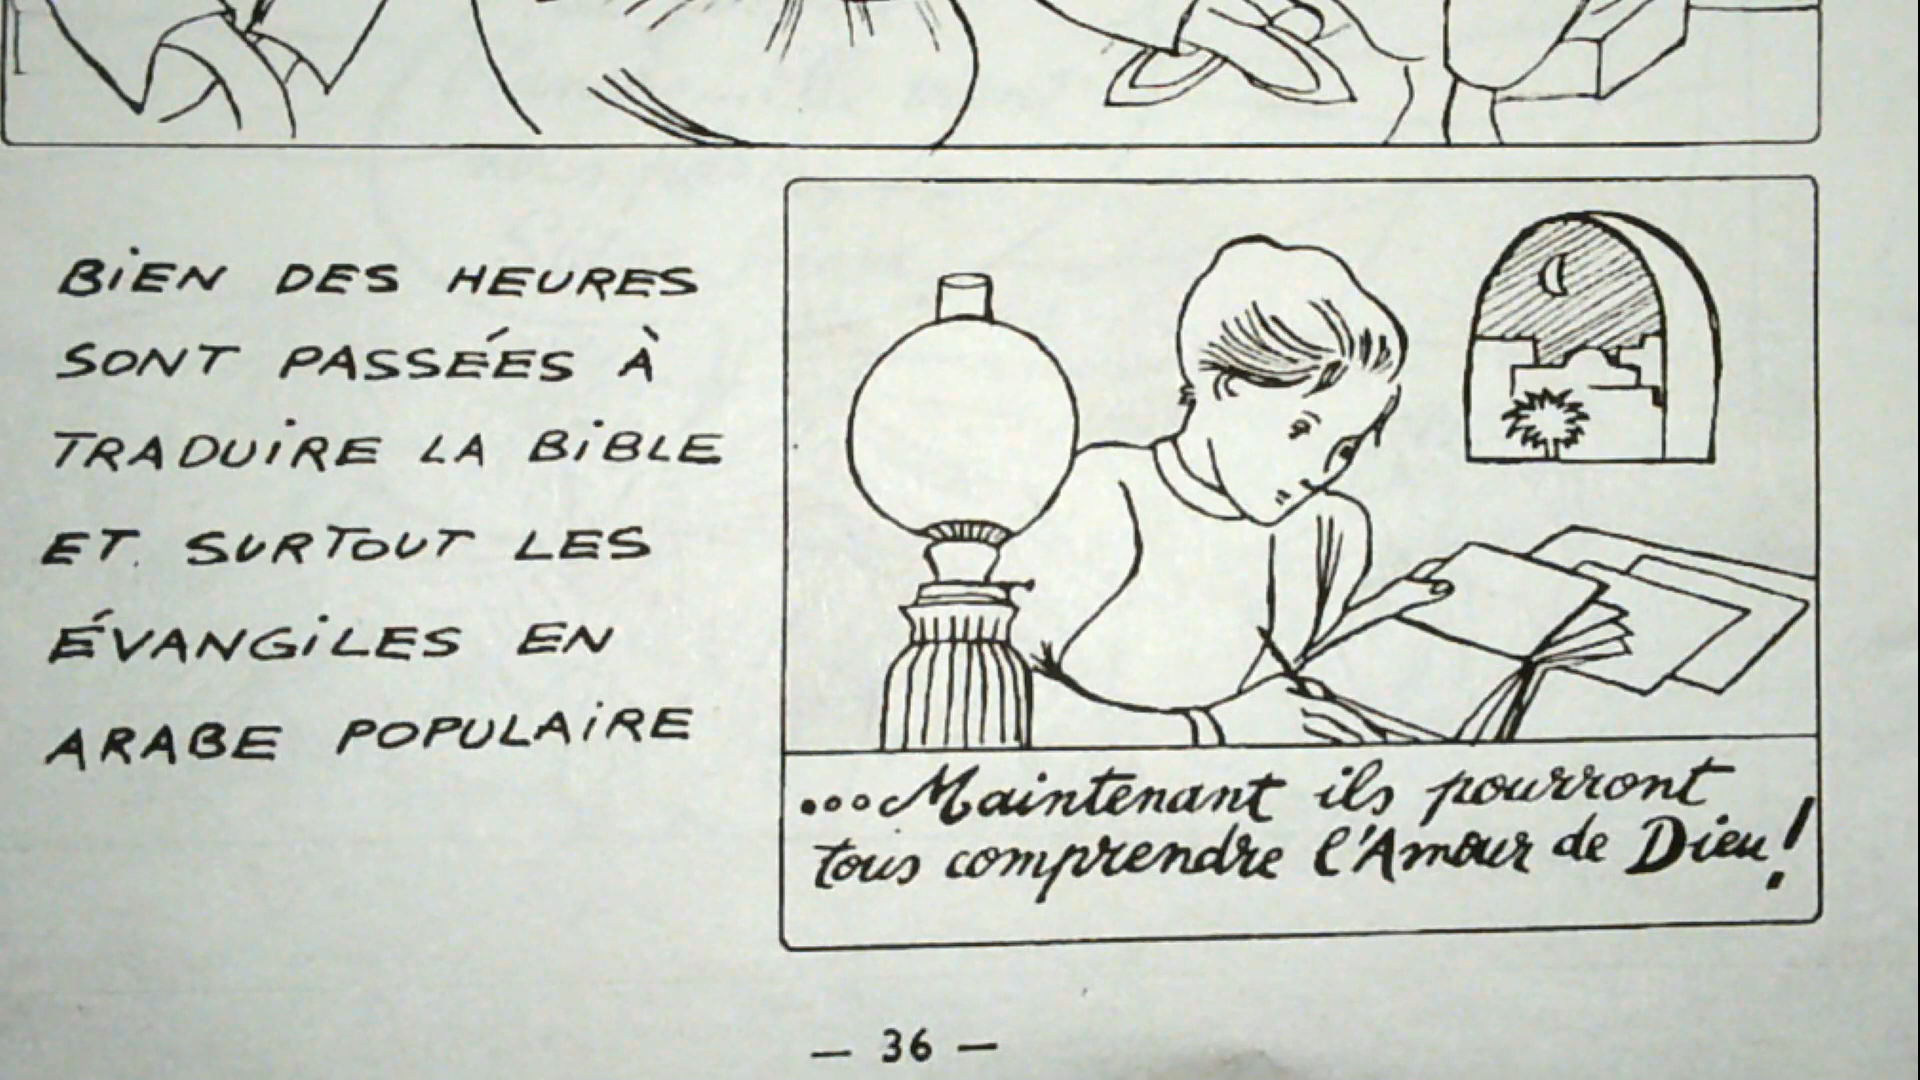 BiEN DES HEURES
SONT PASSÉES À
TRADUiRE LA BiBLE
ET SURTOUT LES
ÉVANGiLES EN
ARABE POPULAiRE
...Maintenant ils pourront
tous comprendre l'Amour de Dieu!
— 36 —